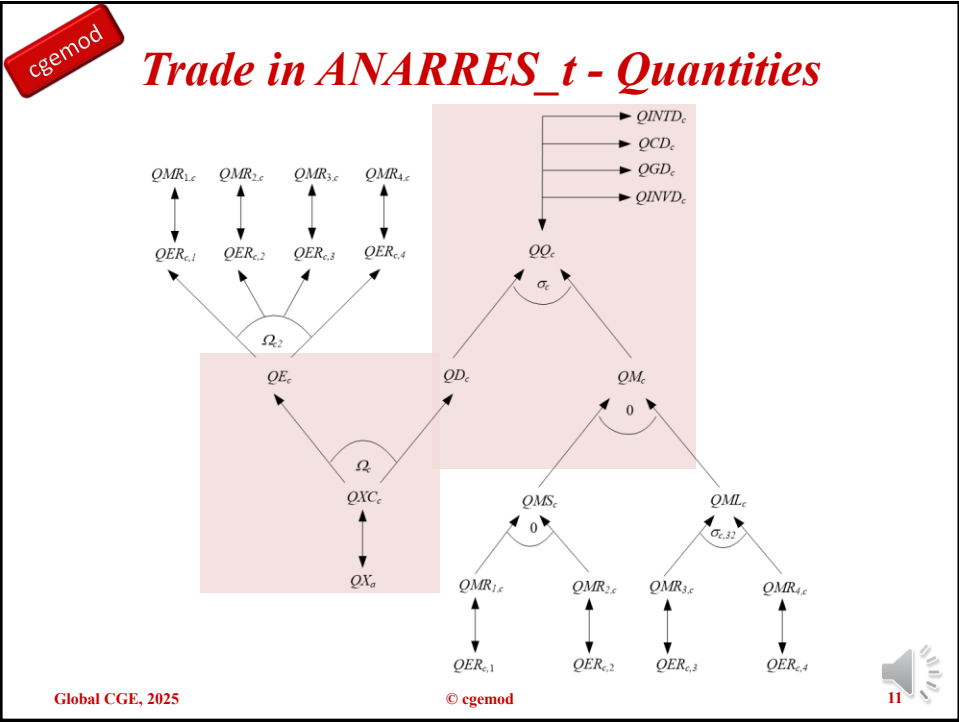 cgemod
Trade in ANARRES_t - Quantities
QINTDc
QCDc
QGDc
QINVDc
QMR1,c QMR2,c QMR3,c QMR4,c
QERc,1 QERc,2 QERc,3 QERc,4
QQc
σc
Ωc2
QEc QDc QMc
0
Ωc
QXCc QMSc QMLc
0 σc,32
QXa QMR1,c QMR2,c QMR3,c QMR4,c
QERc,1 QERc,2 QERc,3 QERc,4
Global CGE, 2025 © cgemod 11